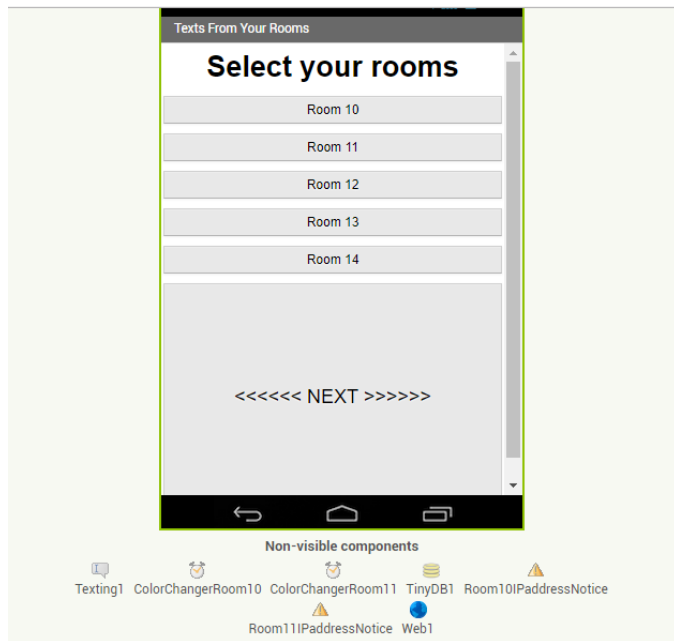 Texts From Your Rooms
Select your rooms
Room 10
Room 11
Room 12
Room 13
Room 14
<<<<<< NEXT >>>>>>
Non-visible components
Texting1 ColorChangerRoom10 ColorChangerRoom11 TinyDB1 Room10IPaddressNotice
Room11IPaddressNotice Web1